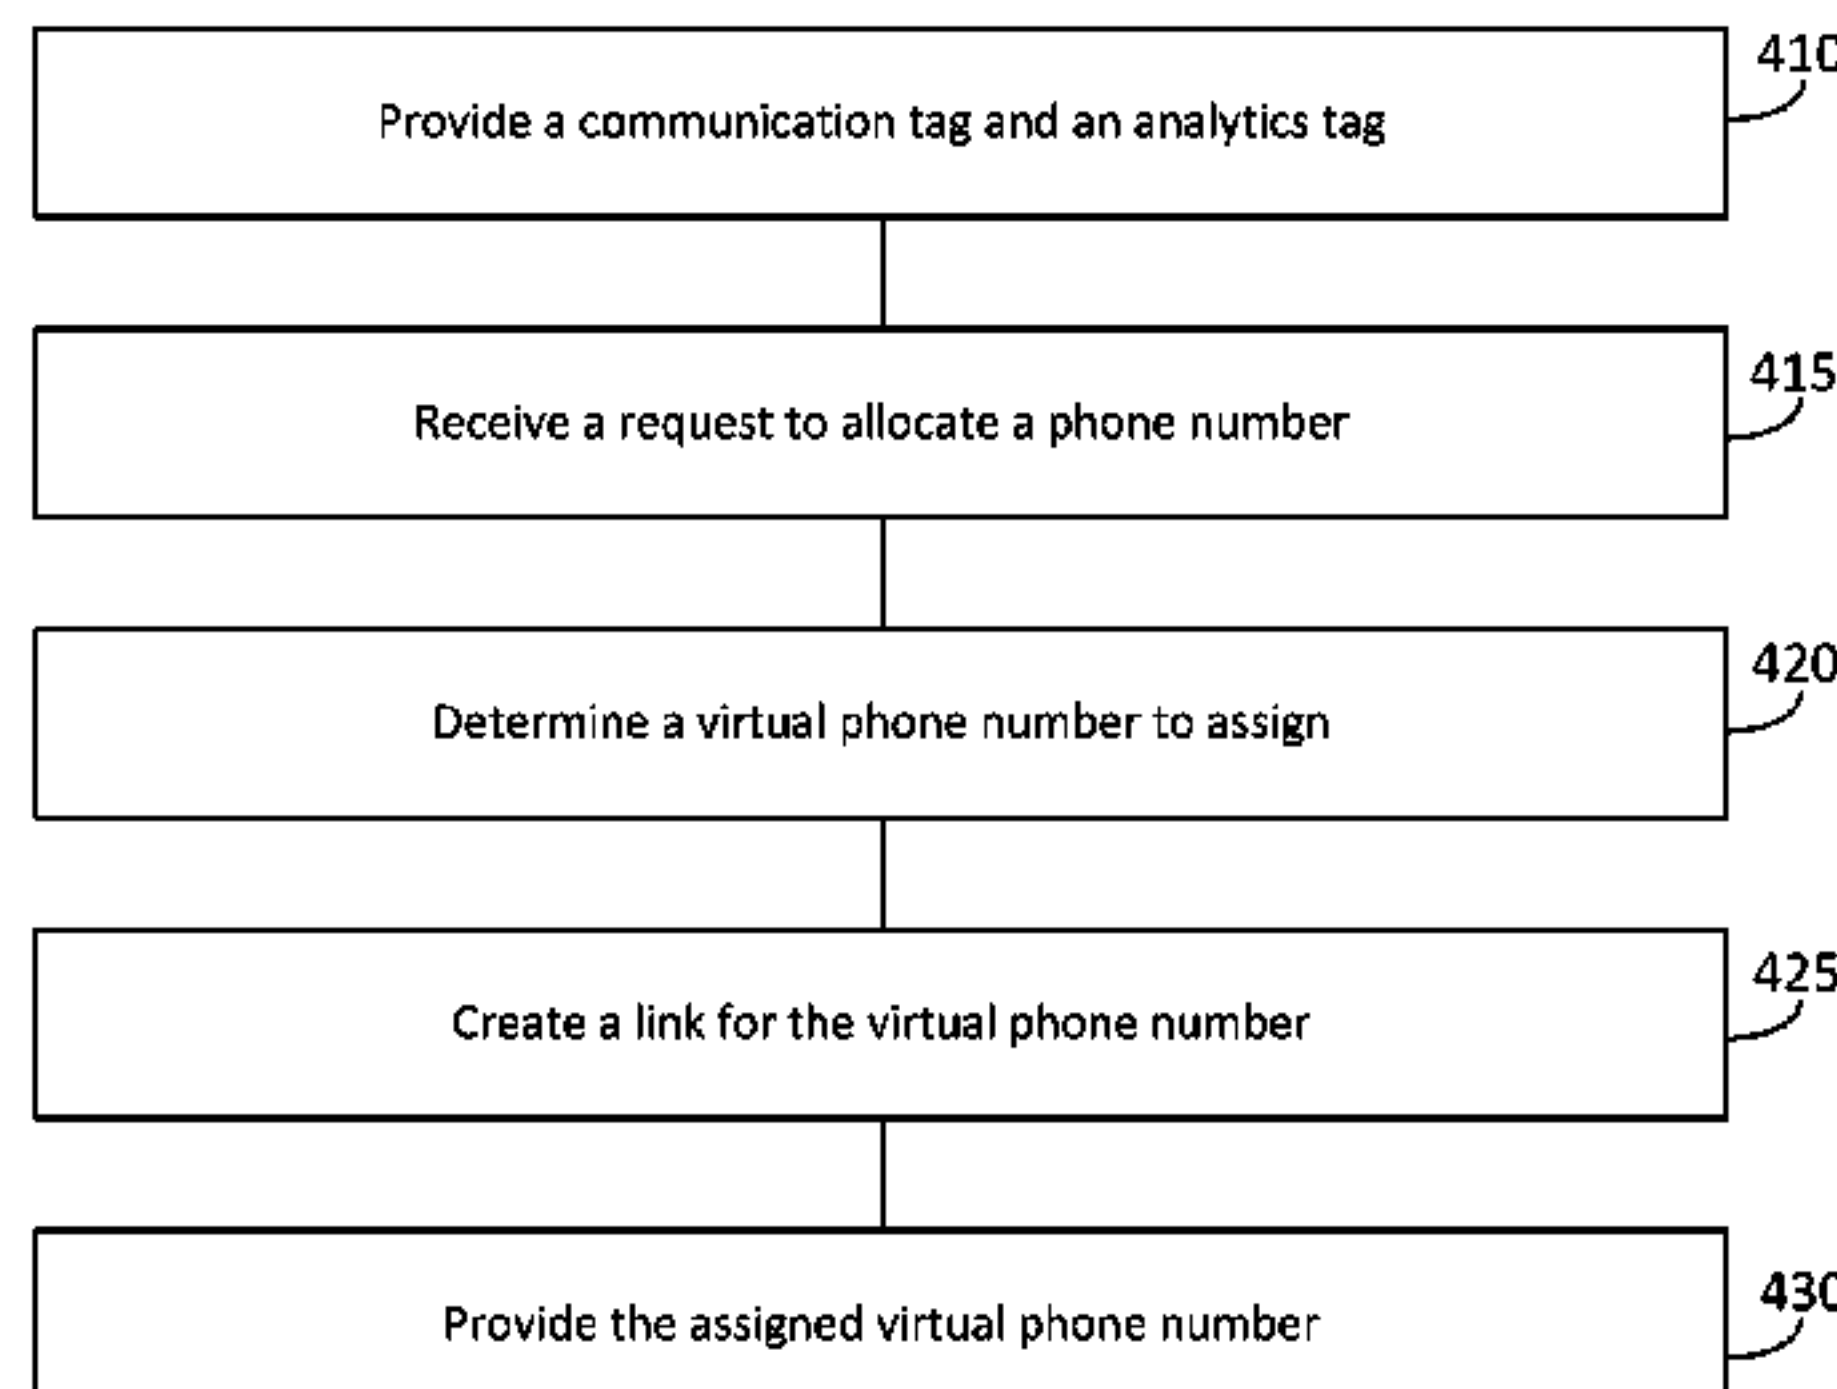 410
Provide a communication tag and an analytics tag
415
Receive a request to allocate a phone number
420
Determine a virtual phone number to assign
425
Create a link for the virtual phone number
430
Provide the assigned virtual phone number